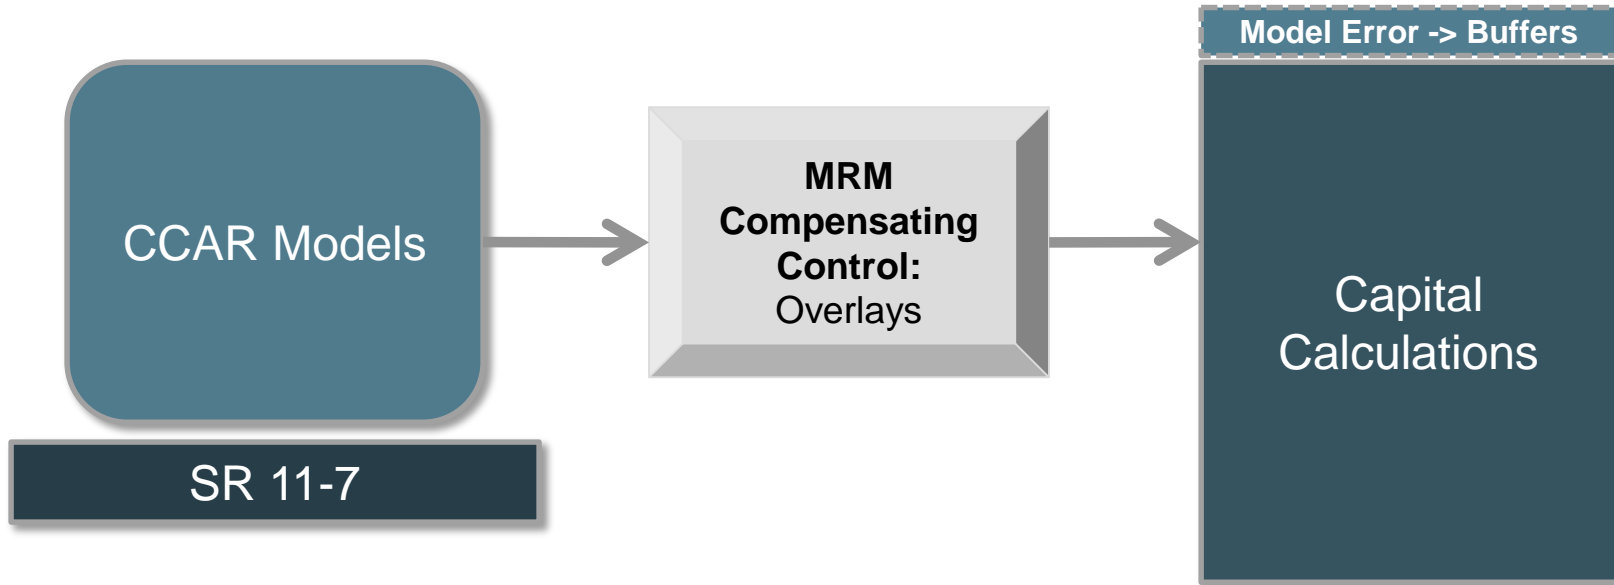 Model Error -> Buffers
CCAR Models
MRM
Compensating
Control:
Overlays
Capital
Calculations
SR 11-7